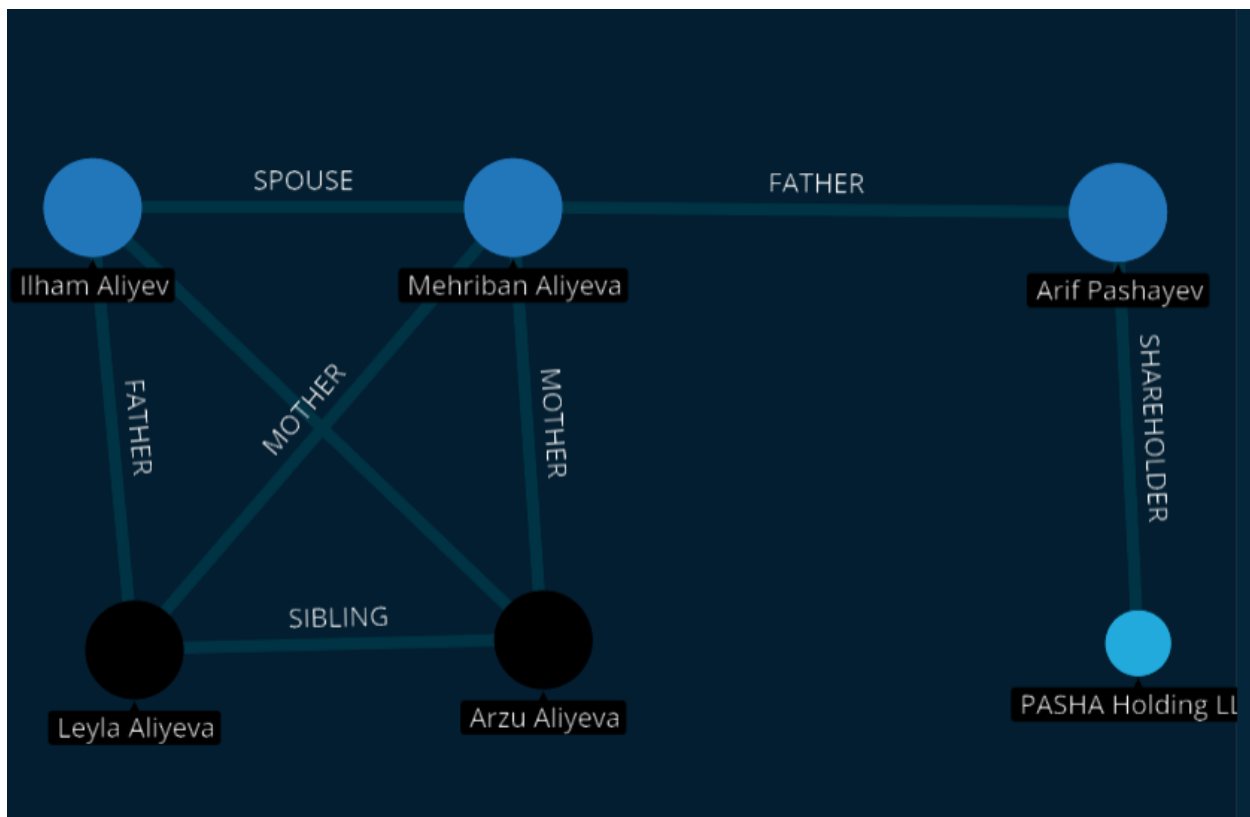 SPOUSE
FATHER
Ilham Aliyev
Mehriban Aliyeva
Arif Pashayev
FATHER
MOTHER
MOTHER
SHAREHOLDER
SIBLING
Leyla Aliyeva
Arzu Aliyeva
PASHA Holding LL